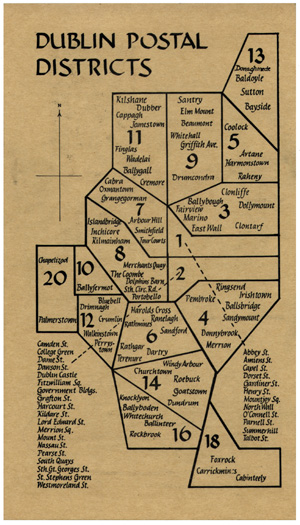 DUBLIN POSTAL
DISTRICTS
13
Donaghmede
Baldoyle
Sutton
Bayside
N
Kilshane
Dubber
Cappagh
Jamestown
11
Finglas
Wadelai
Ballygall
Santry
Elm Mount
Beaumont
Whitehall
Griffith Ave.
9
Drumcondra
Coolock
5
Artane
Harmonstown
Raheny
Cabra
Cremore
Oxmantown
Grangegorman
7
Arbour Hill
Smithfield
Four Courts
Clonliffe
Ballybough
Fairview
3
Dollymount
Marino
East Wall
Clontarf
Islandbridge
Inchicore
Kilmainham
8
Merchants Quay
The Coombe
Dolphins Barn
Sth. Circ. Rd.
Portobello
1
2
Chapelizod
20
Palmerstown
10
Ballyfermot
Bluebell
Drimnagh
12
Crumlin
Walkinstown
Perry-
town
Harolds Cross
Ranelagh
Rathmines
6
Sandford
Rathgar
Dartry
Terenure
Ringsend
Irishtown
Pembroke
Ballsbridge
Sandymount
4
Donnybrook
Merrion
Windy Arbour
Churchtown
14
Roebuck
Goatstown
Dundrum
Knocklyon
Ballyboden
Whitechurch
Ballinteer
Rockbrook
16
18
Foxrock
Carrickmines
Cabinteely
Camden St.
College Green
Dame St.
Dawson St.
Dublin Castle
Fitzwilliam Sq.
Government Bldgs.
Grafton St.
Harcourt St.
Kildare St.
Lord Edward St.
Merrion Sq.
Mount St.
Nassau St.
Pearse St.
South Quays
Sth. Gt. Georges St.
St. Stephens Green
Westmoreland St.
Abbey St.
Amiens St.
Capel St.
Dorset St.
Gardiner St.
Henry St.
Mountjoy Sq.
North Wall
O'Connell St.
Parnell St.
Summerhill
Talbot St.